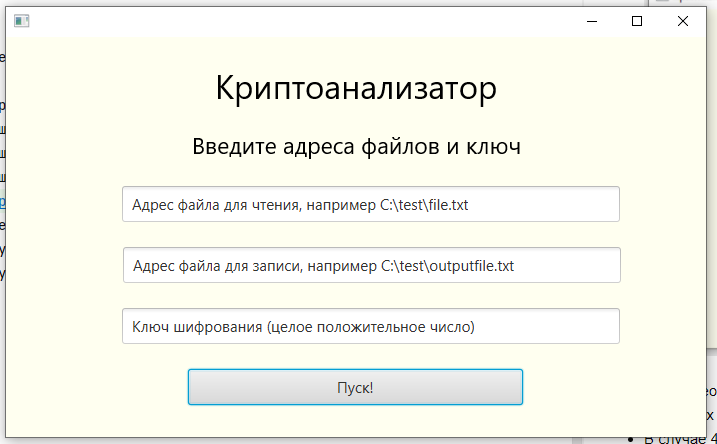 Криптоанализатор
Введите адреса файлов и ключ
Адрес файла для чтения, например C:\test\file.txt
Адрес файла для записи, например C:\test\outputfile.txt
Ключ шифрования (целое положительное число)
Пуск!
В случае 4